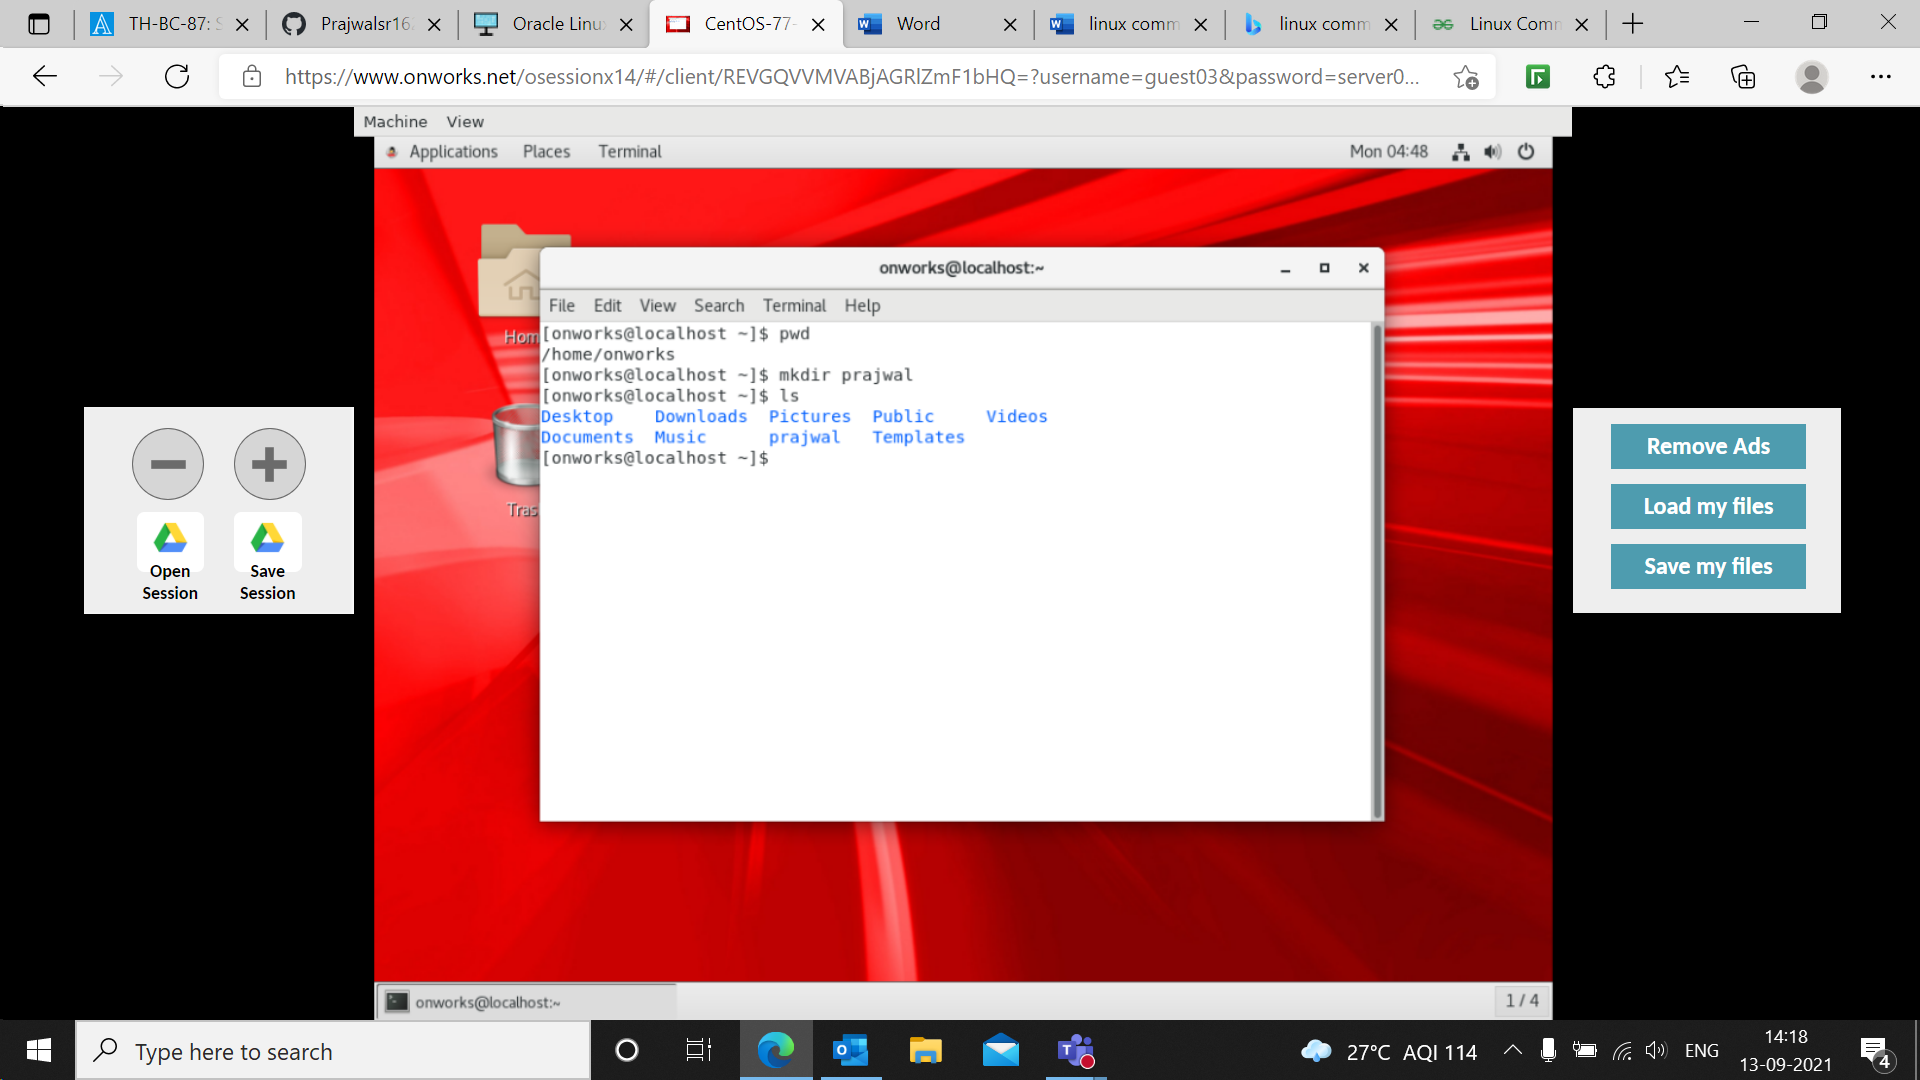 TH-BC-87: S
Prajwalsr16
Oracle Linu
CentOS-77-
Word
linux comm
linux comm
Linux Com
https://www.onworks.net/osessionx14/#/client/REVGQVVMVABjAGRlZmF1bHQ=?username=guest03&password=server0...
Machine View
Applications Places Terminal Mon 04:48
onworks@localhost:~
File Edit View Search Terminal Help
Hom
Tras
[onworks@localhost ~]$ pwd
/home/onworks
[onworks@localhost ~]$ mkdir prajwal
[onworks@localhost ~]$ ls
Desktop Downloads Pictures Public Videos
Documents Music prajwal Templates
[onworks@localhost ~]$
Open Session
Save Session
Remove Ads
Load my files
Save my files
onworks@localhost:~
1 / 4
Type here to search
27°C AQI 114
ENG
14:18
13-09-2021
4